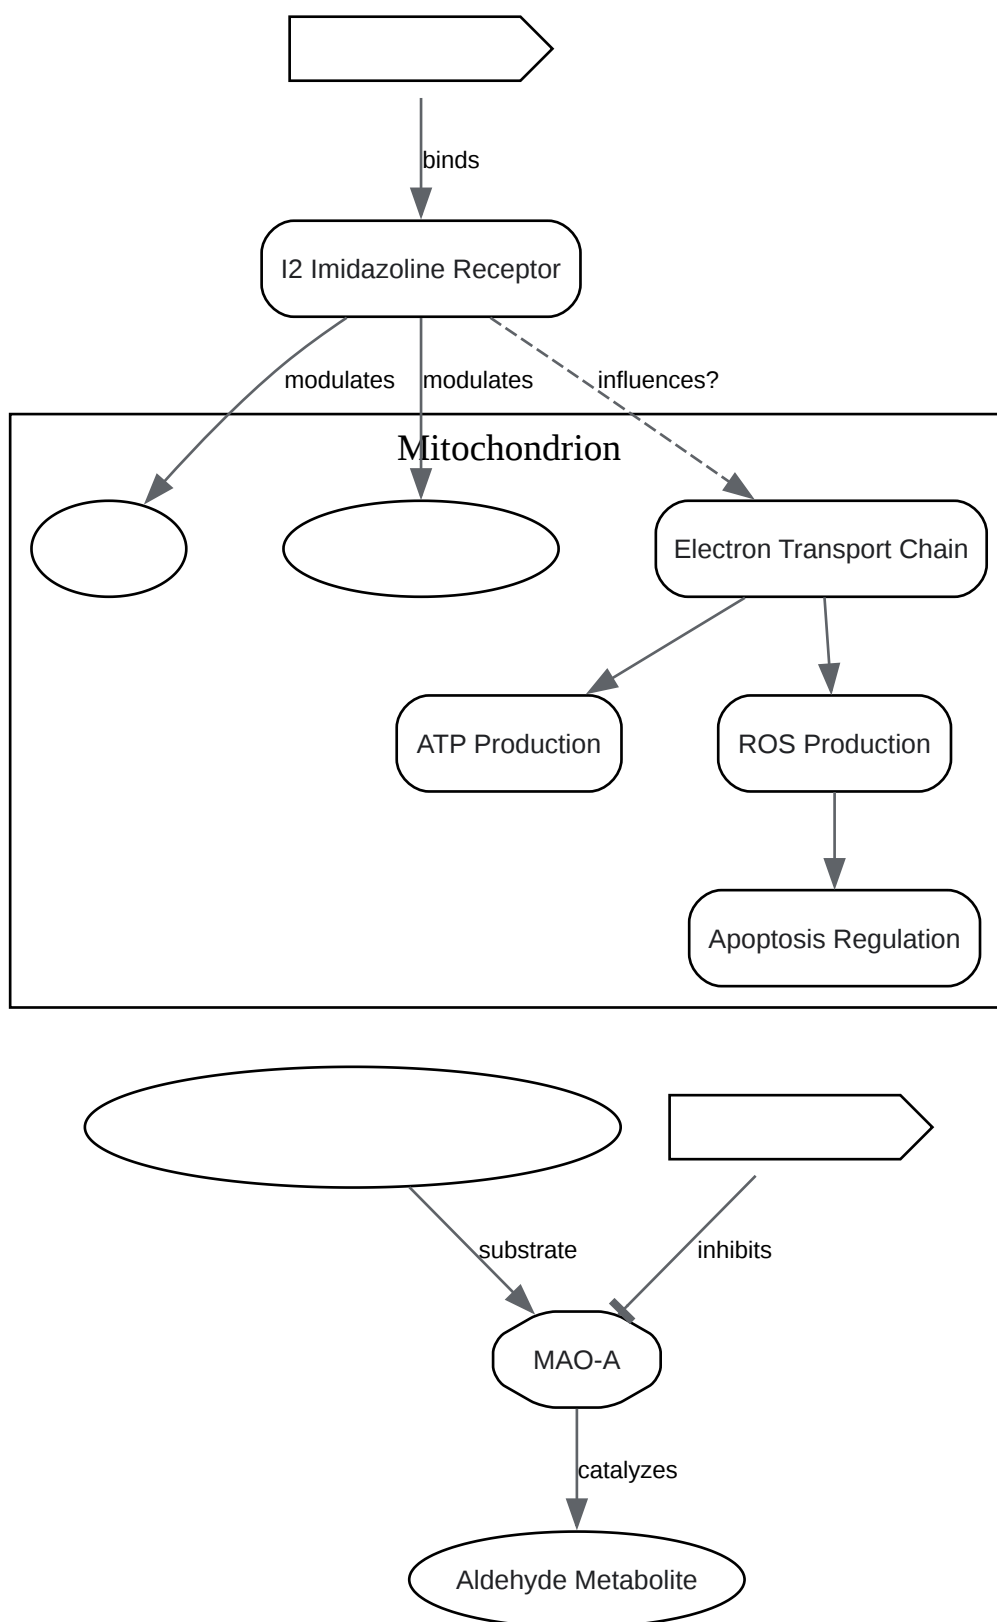 binds
I2 Imidazoline Receptor
modulates
modulates
influences?
Mitochondrion
Electron Transport Chain
ATP Production
ROS Production
Apoptosis Regulation
substrate
inhibits
MAO-A
catalyzes
Aldehyde Metabolite